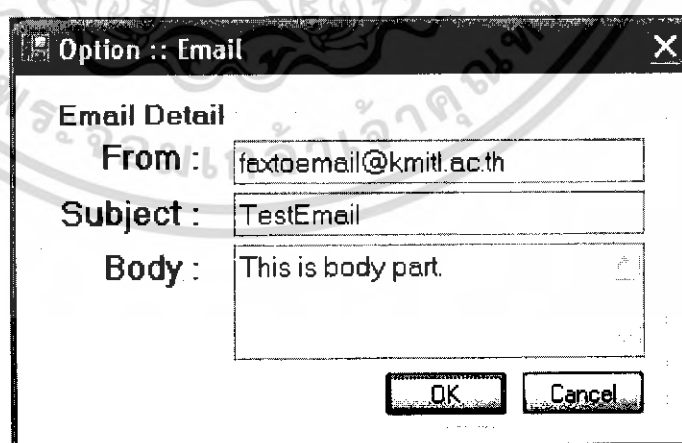 Option :: Email
Email Detail
From : faxtoemail@kmitl.ac.th
Subject : TestEmail
Body : This is body part.
OK Cancel